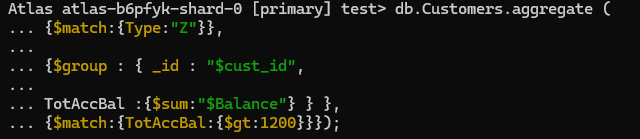 Atlas atlas-b6pfyk-shard-0 [primary] test> db.Customers.aggregate (
... {$match:{Type:"Z"}},
...
... {$group : { _id : "$cust_id",
...
... TotAccBal :{$sum:"$Balance"} } },
... {$match:{TotAccBal:{$gt:1200}}});